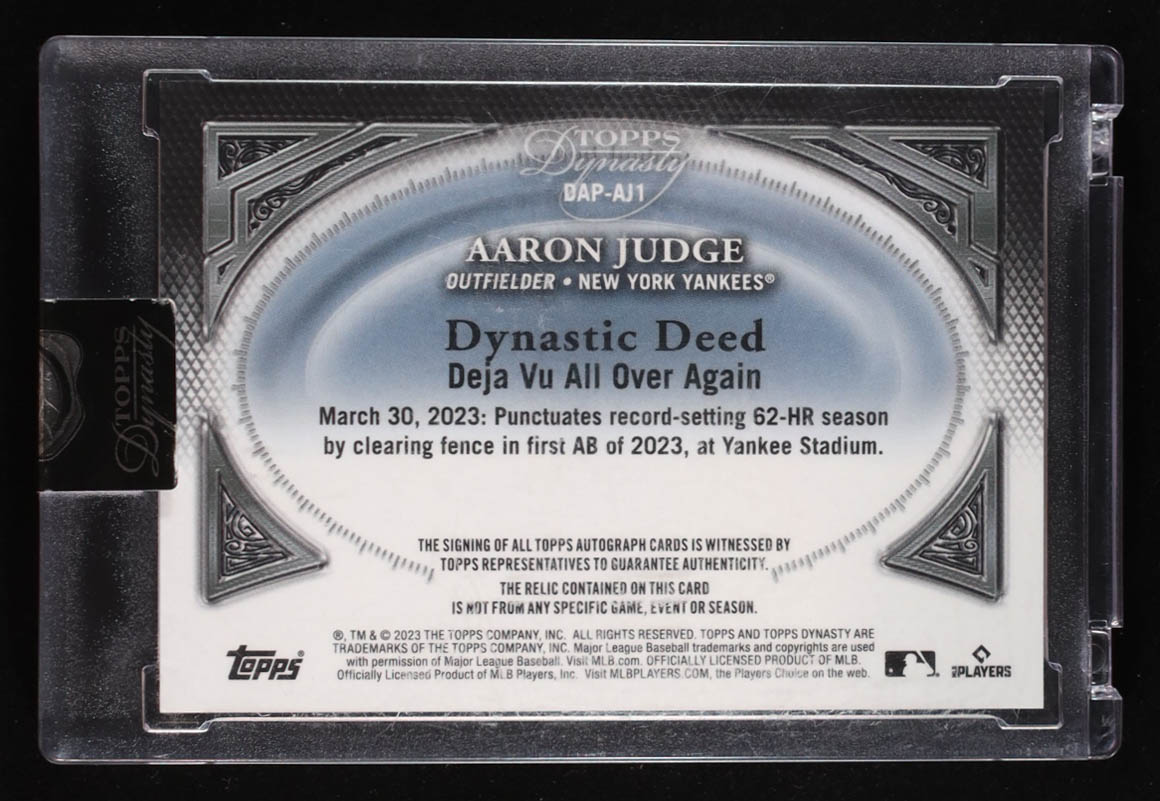 TOPPS
Dynasty
DAP-AJ1
AARON JUDGE
OUTFIELDER • NEW YORK YANKEES®
Dynastic Deed
Deja Vu All Over Again
March 30, 2023: Punctuates record-setting 62-HR season
by clearing fence in first AB of 2023, at Yankee Stadium.
TOPPS
Dynasty
THE SIGNING OF ALL TOPPS AUTOGRAPH CARDS IS WITNESSED BY
TOPPS REPRESENTATIVES TO GUARANTEE AUTHENTICITY.
THE RELIC CONTAINED ON THIS CARD
IS NOT FROM ANY SPECIFIC GAME, EVENT OR SEASON.
®, TM & © 2023 THE TOPPS COMPANY, INC. ALL RIGHTS RESERVED. TOPPS AND TOPPS DYNASTY ARE
TRADEMARKS OF THE TOPPS COMPANY, INC. Major League Baseball trademarks and copyrights are used
with permission of Major League Baseball. Visit MLB.com. OFFICIALLY LICENSED PRODUCT OF MLB.
Officially Licensed Product of MLB Players, Inc. Visit MLBPLAYERS.COM, the Players Choice on the web.
TOPPS®
MLB PLAYERS